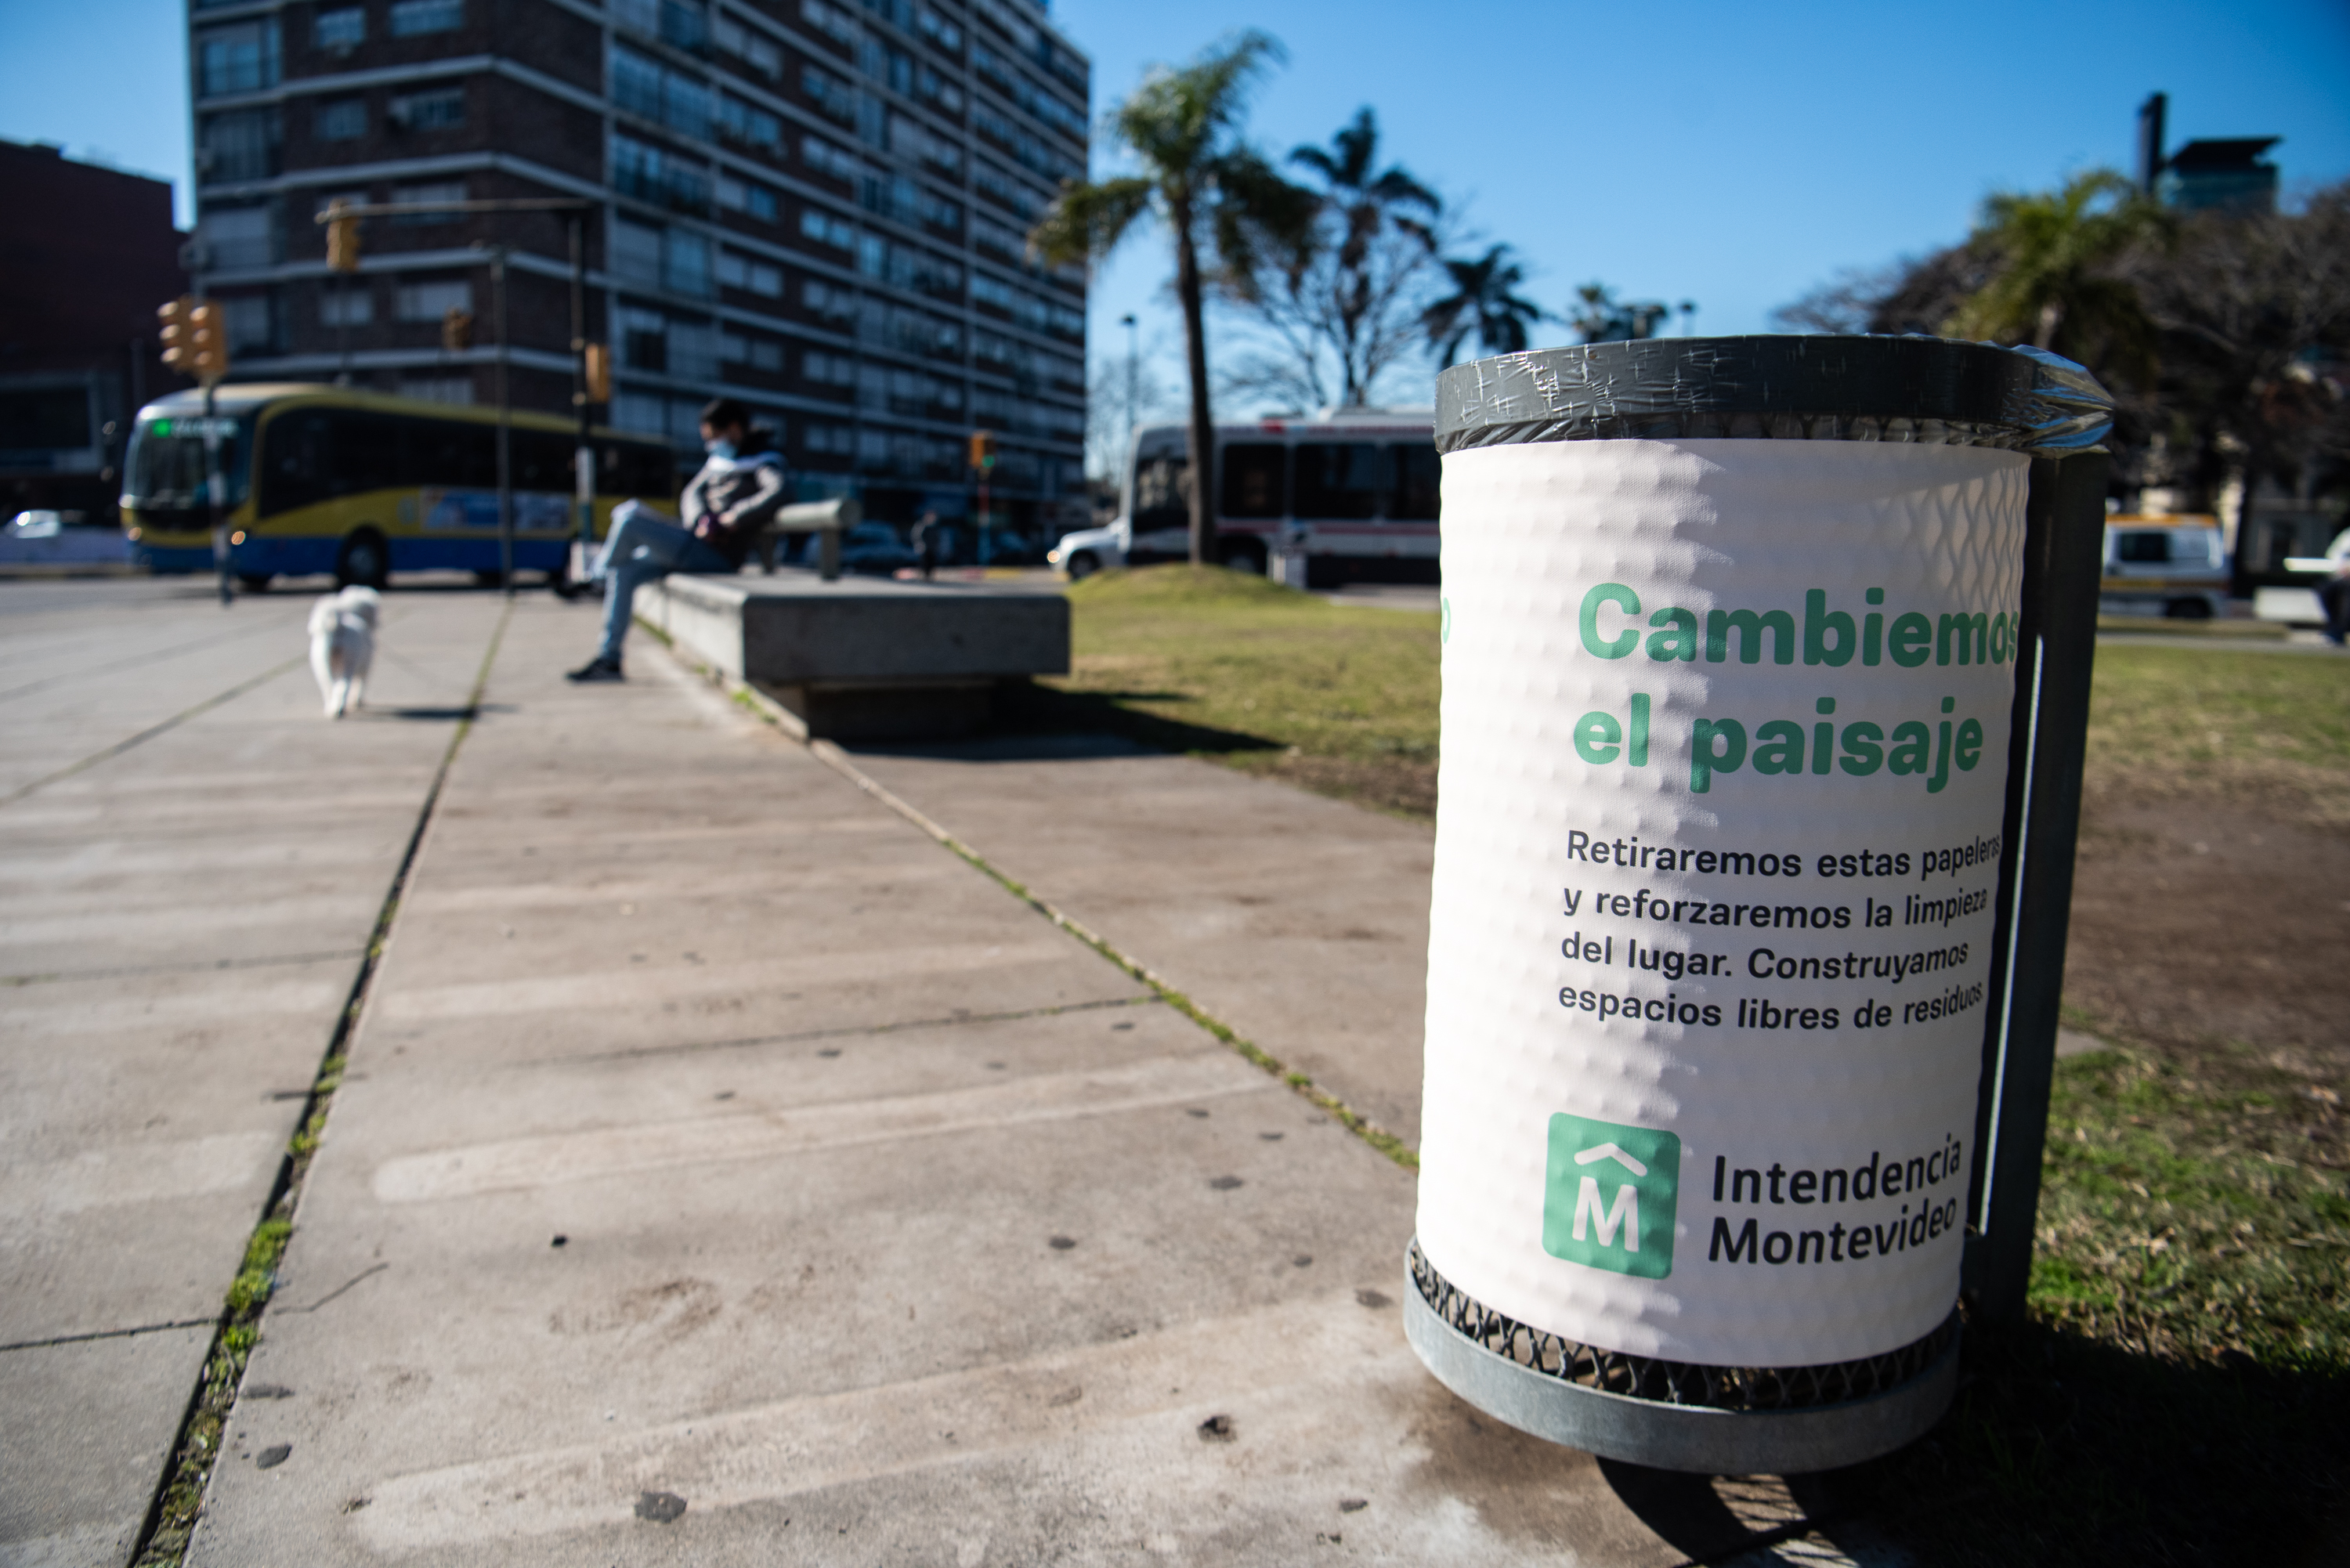 Cambiemos
el paisaje
Retiraremos estas papeleras
y reforzaremos la limpieza
del lugar. Construyamos
espacios libres de residuos.
M
Intendencia
Montevideo